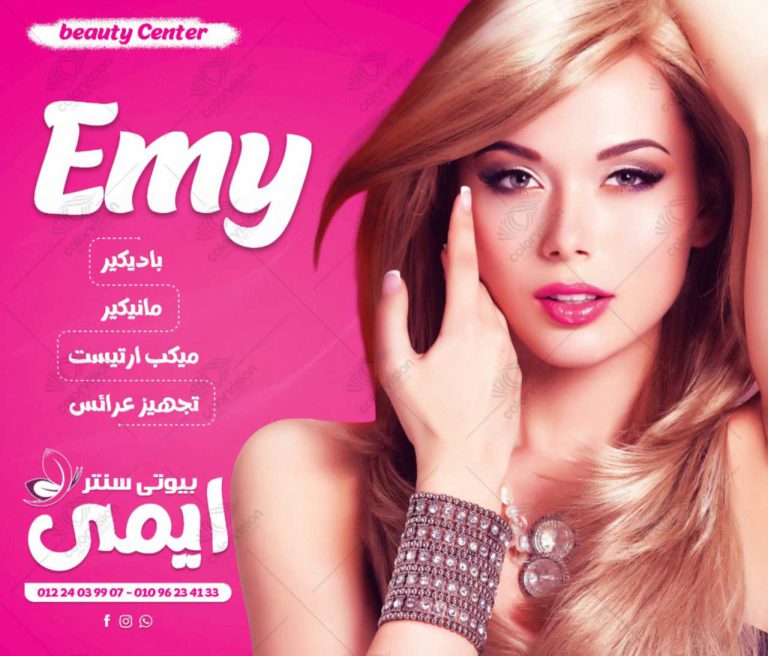 beauty Center
Emy
باديكير
مانيكير
ميكب ارتيست
تجهيز عرائس
بيوتى سنتر
ايمى
012 24 03 99 07 - 010 96 23 41 33
colorvision